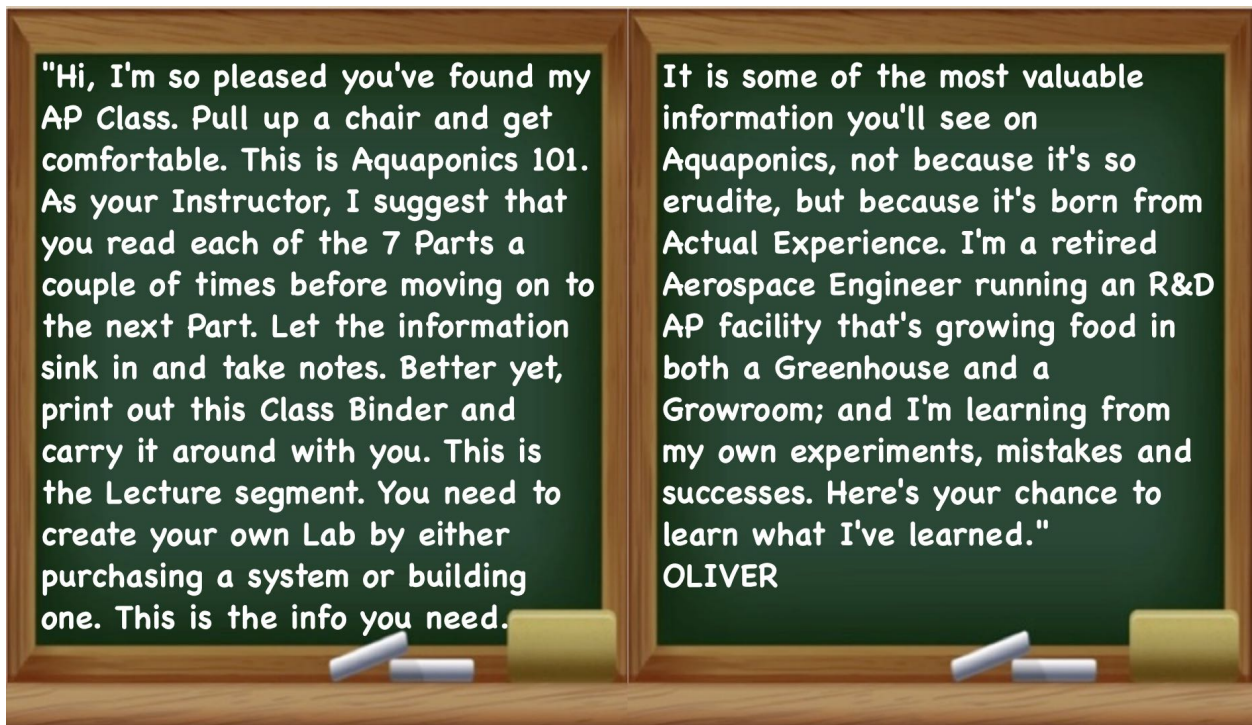 "Hi, I'm so pleased you've found my
AP Class. Pull up a chair and get
comfortable. This is Aquaponics 101.
As your Instructor, I suggest that
you read each of the 7 Parts a
couple of times before moving on to
the next Part. Let the information
sink in and take notes. Better yet,
print out this Class Binder and
carry it around with you. This is
the Lecture segment. You need to
create your own Lab by either
purchasing a system or building
one. This is the info you need.
It is some of the most valuable
information you'll see on
Aquaponics, not because it's so
erudite, but because it's born from
Actual Experience. I'm a retired
Aerospace Engineer running an R&D
AP facility that's growing food in
both a Greenhouse and a
Growroom; and I'm learning from
my own experiments, mistakes and
successes. Here's your chance to
learn what I've learned."
OLIVER